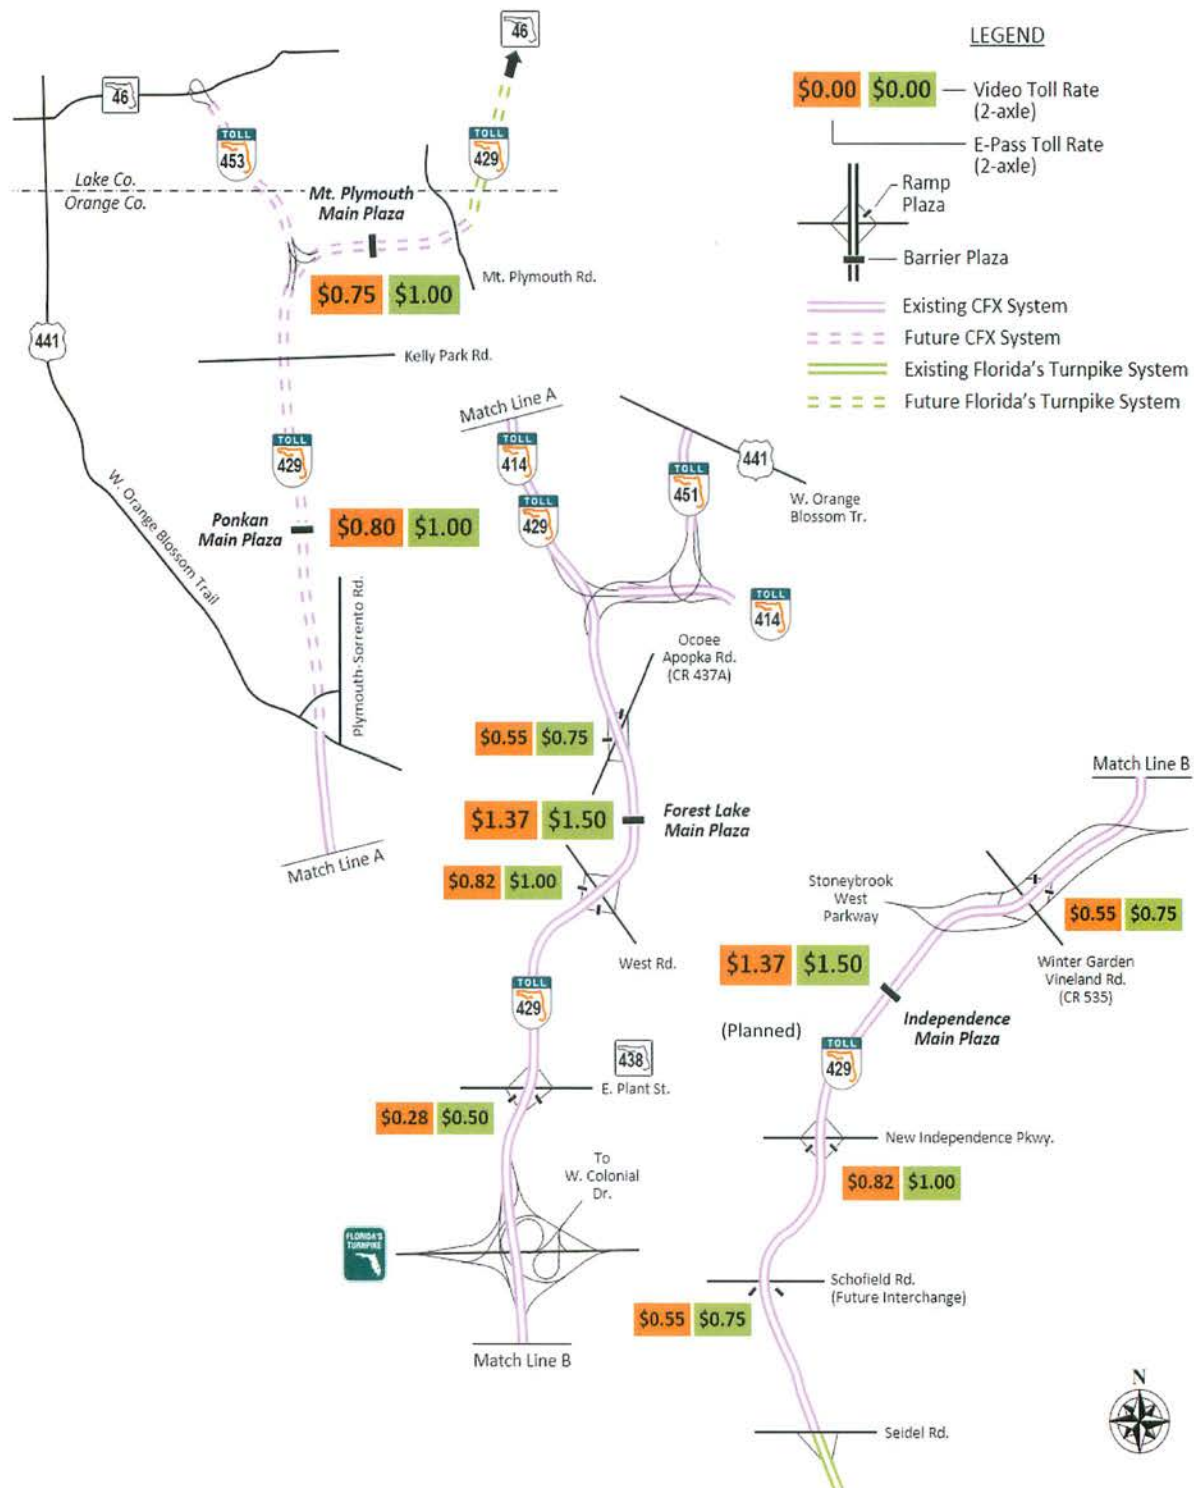 46
LEGEND
$0.00 $0.00
Video Toll Rate
(2-axle)
E-Pass Toll Rate
(2-axle)
Ramp
Plaza
Barrier Plaza
Existing CFX System
Future CFX System
Existing Florida's Turnpike System
Future Florida's Turnpike System
46
TOLL
453
TOLL
429
Lake Co.
Orange Co.
Mt. Plymouth
Main Plaza
Mt. Plymouth Rd.
$0.75 $1.00
441
Kelly Park Rd.
TOLL
429
W. Orange Blossom Trail
Ponkan
Main Plaza
$0.80 $1.00
Plymouth-Sorrento Rd.
Match Line A
Match Line A
TOLL
414
TOLL
429
TOLL
451
441
W. Orange
Blossom Tr.
TOLL
414
Ocoee
Apopka Rd.
(CR 437A)
$0.55 $0.75
$1.37 $1.50
Forest Lake
Main Plaza
$0.82 $1.00
West Rd.
TOLL
429
438
E. Plant St.
$0.28 $0.50
To
W. Colonial
Dr.
FLORIDA'S
TURNPIKE
Match Line B
Match Line B
Stoneybrook
West
Parkway
$0.55 $0.75
Winter Garden
Vineland Rd.
(CR 535)
$1.37 $1.50
Independence
Main Plaza
(Planned)
TOLL
429
New Independence Pkwy.
$0.82 $1.00
Schofield Rd.
(Future Interchange)
$0.55 $0.75
Seidel Rd.
N